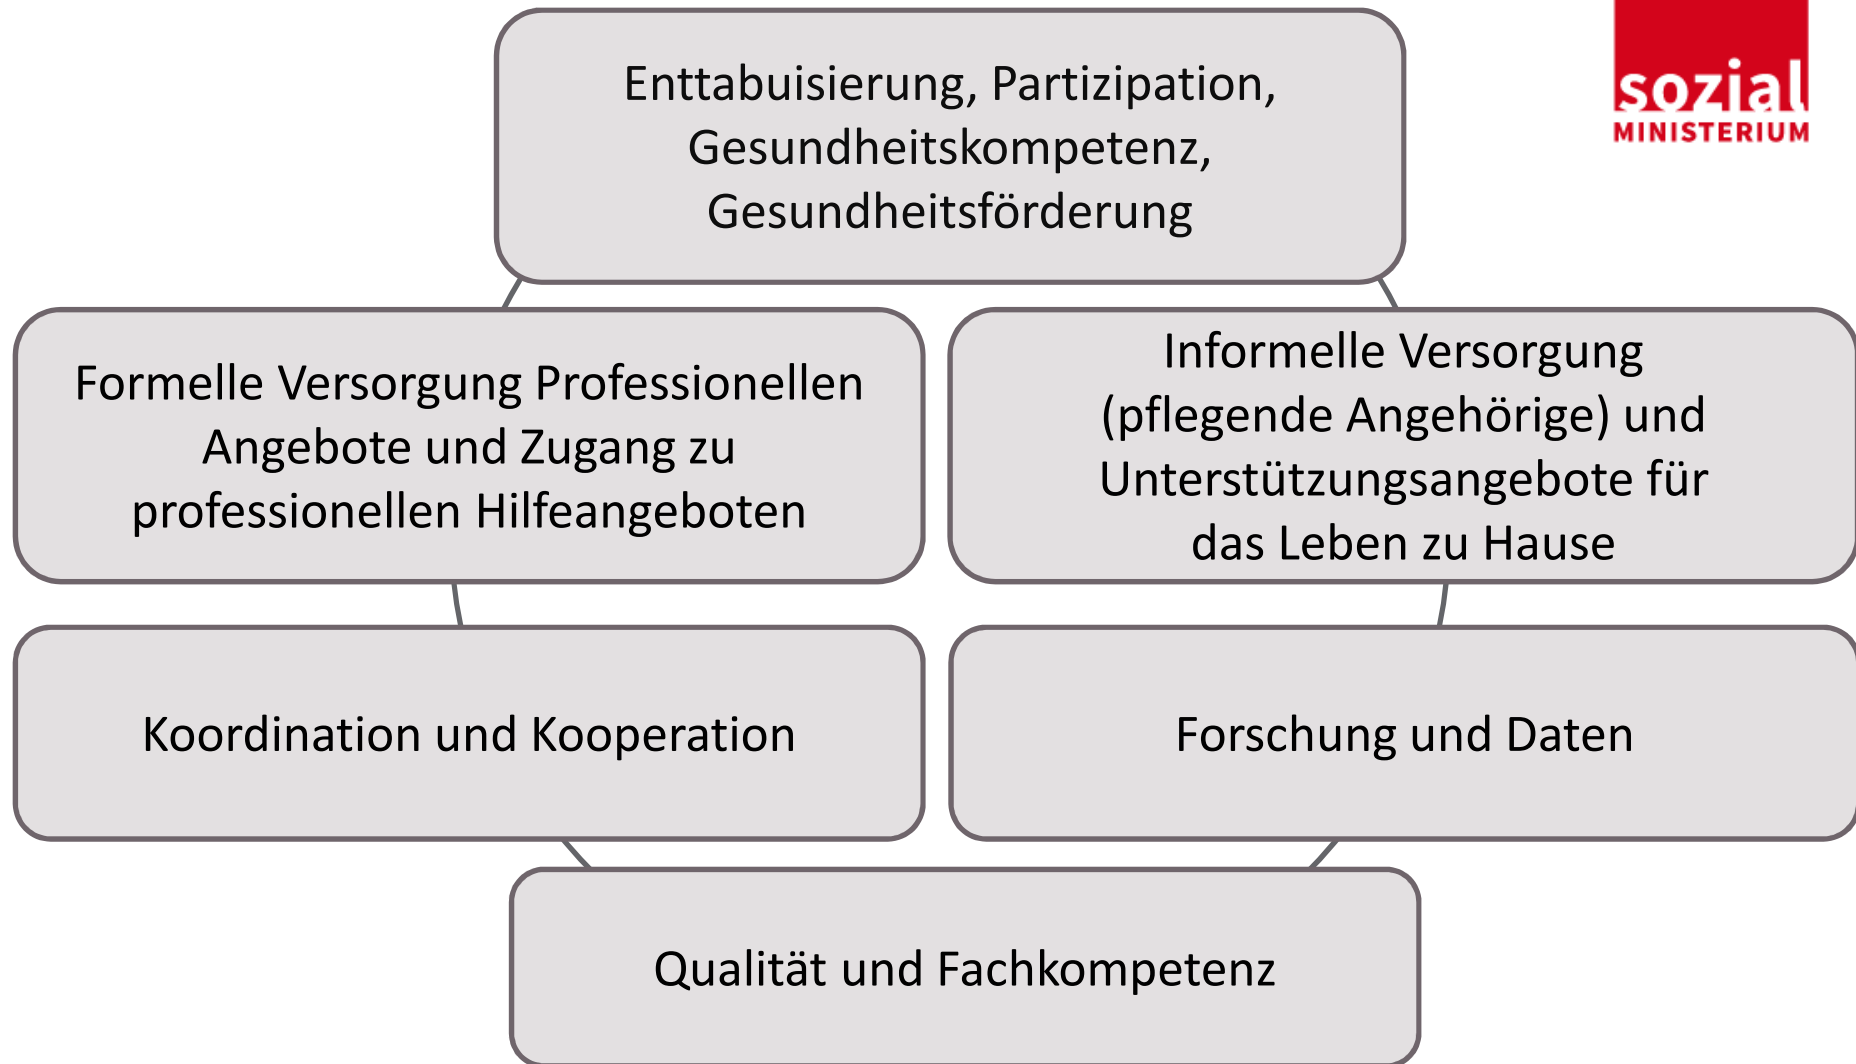 Enttabuisierung, Partizipation,
Gesundheitskompetenz,
Gesundheitsförderung
sozial
MINISTERIUM
Formelle Versorgung Professionellen
Angebote und Zugang zu
professionellen Hilfeangeboten
Informelle Versorgung
(pflegende Angehörige) und
Unterstützungsangebote für
das Leben zu Hause
Koordination und Kooperation
Forschung und Daten
Qualität und Fachkompetenz